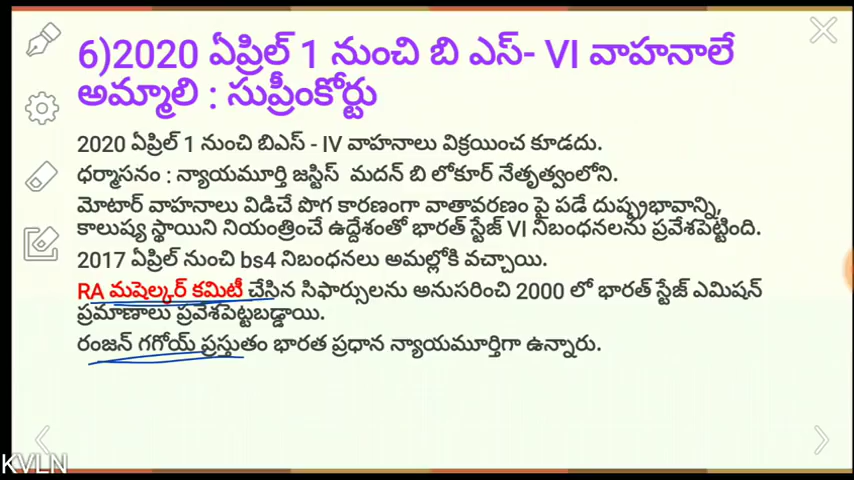 6)2020 ఏప్రిల్ 1 నుంచి బి ఎస్- VI వాహనాలే
అమ్మాలి : సుప్రీంకోర్టు
2020 ఏప్రిల్ 1 నుంచి బిఎస్ - IV వాహనాలు విక్రయించ కూడదు.
ధర్మాసనం : న్యాయమూర్తి జస్టిస్ మదన్ బి లోకూర్ నేతృత్వంలోని.
మోటార్ వాహనాలు విడిచే పొగ కారణంగా వాతావరణం పై పడే దుష్ప్రభావాన్ని,
కాలుష్య స్థాయిని నియంత్రించే ఉద్దేశంతో భారత్ స్టేజ్ VI నిబంధనలను ప్రవేశపెట్టింది.
2017 ఏప్రిల్ నుంచి bs4 నిబంధనలు అమల్లోకి వచ్చాయి.
RA మషెల్కర్ కమిటీ చేసిన సిఫార్సులను అనుసరించి 2000 లో భారత్ స్టేజ్ ఎమిషన్
ప్రమాణాలు ప్రవేశపెట్టబడ్డాయి.
రంజన్ గగోయ్ ప్రస్తుతం భారత ప్రధాన న్యాయమూర్తిగా ఉన్నారు.
KVLN